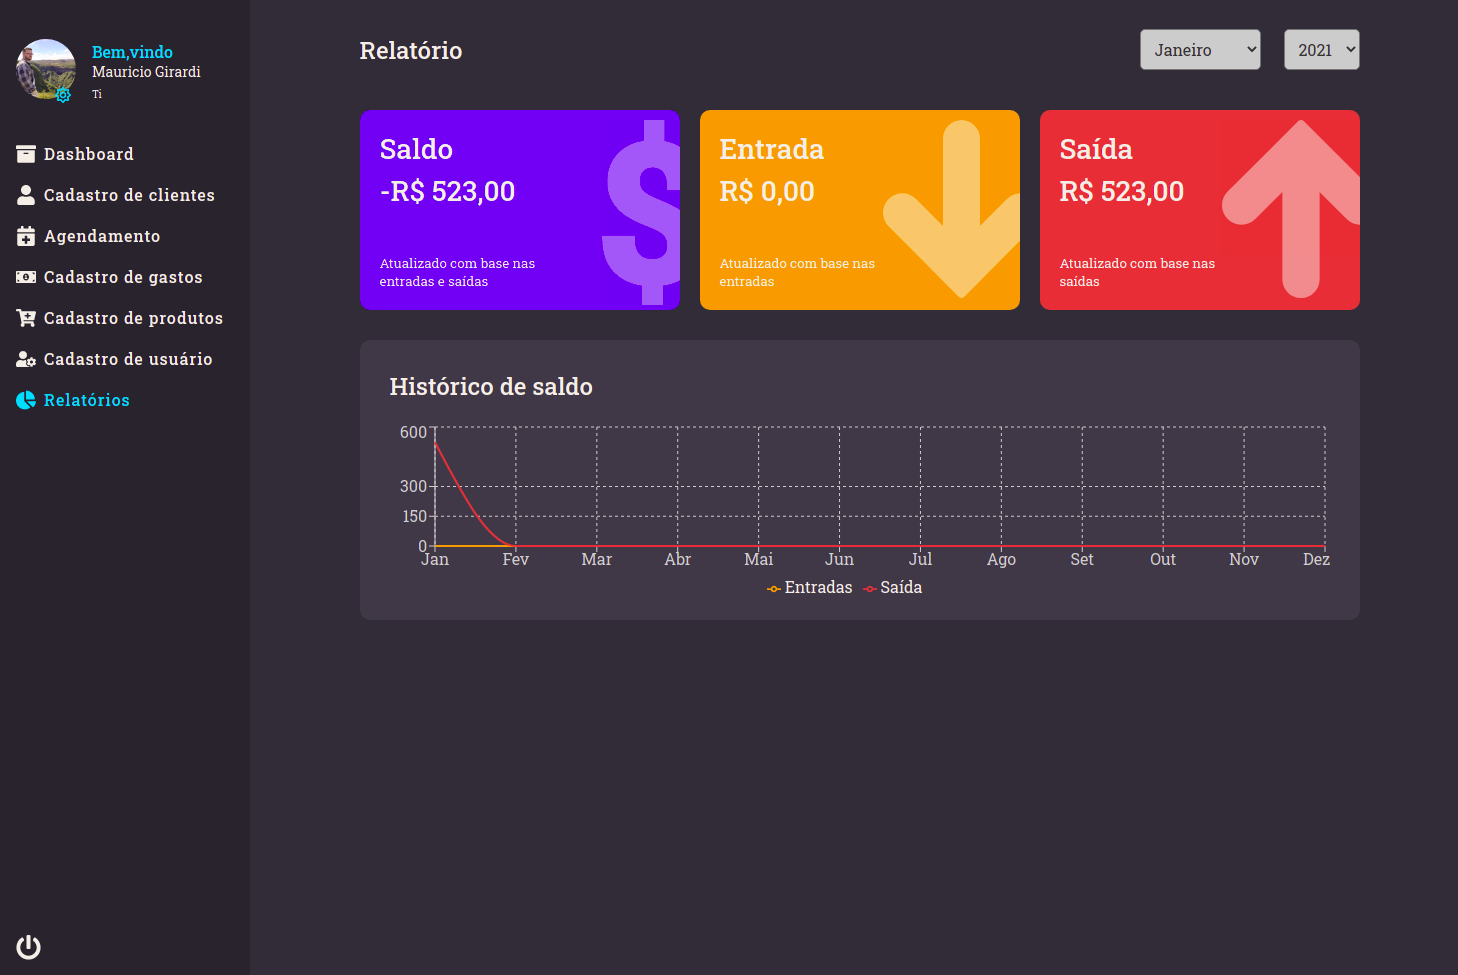 Bem,vindo
Mauricio Girardi
Ti
Dashboard
Cadastro de clientes
Agendamento
Cadastro de gastos
Cadastro de produtos
Cadastro de usuário
Relatórios
Relatório
Janeiro
2021
Saldo
-R$ 523,00
Atualizado com base nas
entradas e saídas
Entrada
R$ 0,00
Atualizado com base nas
entradas
Saída
R$ 523,00
Atualizado com base nas
saídas
Histórico de saldo
600
300
150
0
Jan Fev Mar Abr Mai Jun Jul Ago Set Out Nov Dez
Entradas Saída